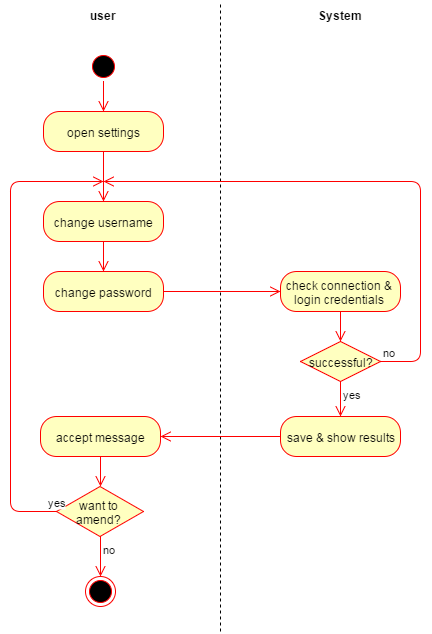 user
System
open settings
change username
change password
check connection &
login credentials
successful?
no
yes
save & show results
accept message
want to
amend?
yes
no